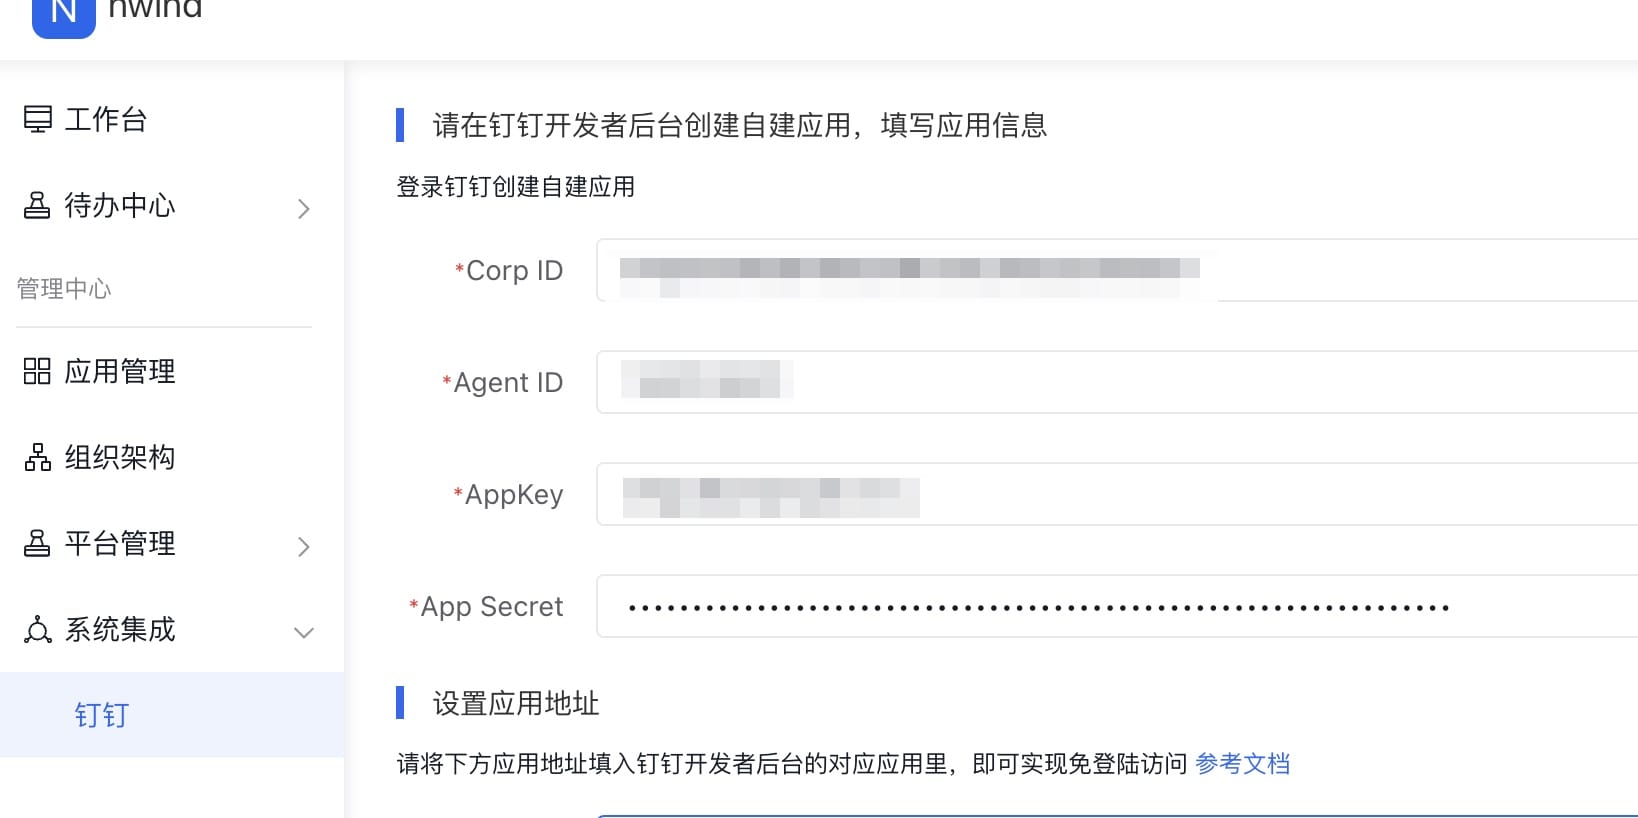 N nwind
工作台
待办中心
管理中心
应用管理
组织架构
平台管理
系统集成
钉钉
请在钉钉开发者后台创建自建应用，填写应用信息
登录钉钉创建自建应用
*Corp ID
*Agent ID
*AppKey
*App Secret
设置应用地址
请将下方应用地址填入钉钉开发者后台的对应应用里，即可实现免登陆访问 参考文档